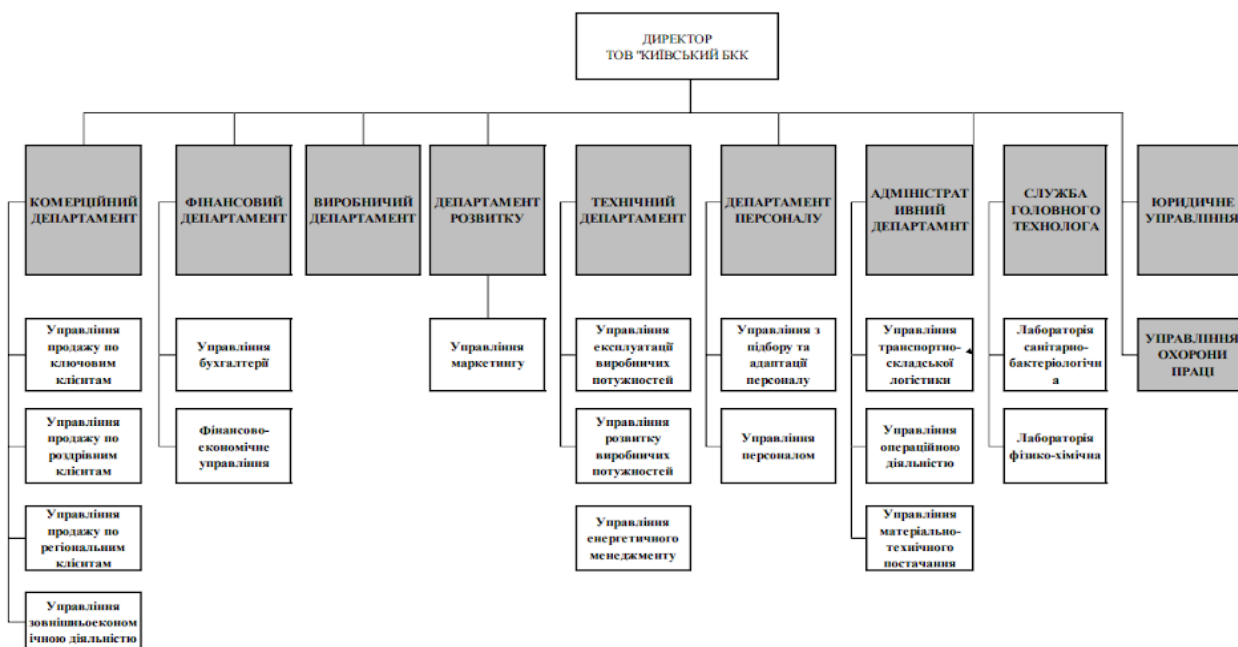 ДИРЕКТОР
ТОВ "КИЇВСЬКИЙ БКК
КОМЕРЦІЙНИЙ
ДЕПАРТАМЕНТ
ФІНАНСОВИЙ
ДЕПАРТАМЕНТ
ВИРОБНИЧИЙ
ДЕПАРТАМЕНТ
ДЕПАРТАМЕНТ
РОЗВИТКУ
ТЕХНІЧНИЙ
ДЕПАРТАМЕНТ
ДЕПАРТАМЕНТ
ПЕРСОНАЛУ
АДМІНІСТРАТ
ИВНИЙ
ДЕПАРТАМНТ
СЛУЖБА
ГОЛОВНОГО
ТЕХНОЛОГА
ЮРИДИЧНЕ
УПРАВЛІННЯ
Управління
продажу по
ключовим
клієнтам
Управління
бухгалтерії
Управління
маркетингу
Управління
експлуатації
виробничих
потужностей
Управління з
підбору та
адаптації
персоналу
Управління
транспортно-
складської
логістики
Лабораторія
санітарно-
бактеріологічн
а
УПРАВЛІННЯ
ОХОРОНИ
ПРАЦІ
Управління
продажу по
роздрівним
клієнтам
Фінансово-
економічне
управління
Управління
розвитку
виробничих
потужностей
Управління
персоналом
Управління
операційною
діяльністю
Лабораторія
фізико-хімічна
Управління
продажу по
регіональним
клієнтам
Управління
енергетичного
менеджменту
Управління
матеріально-
технічного
постачання
Управління
зовнішньоеконом
ічною діяльністю